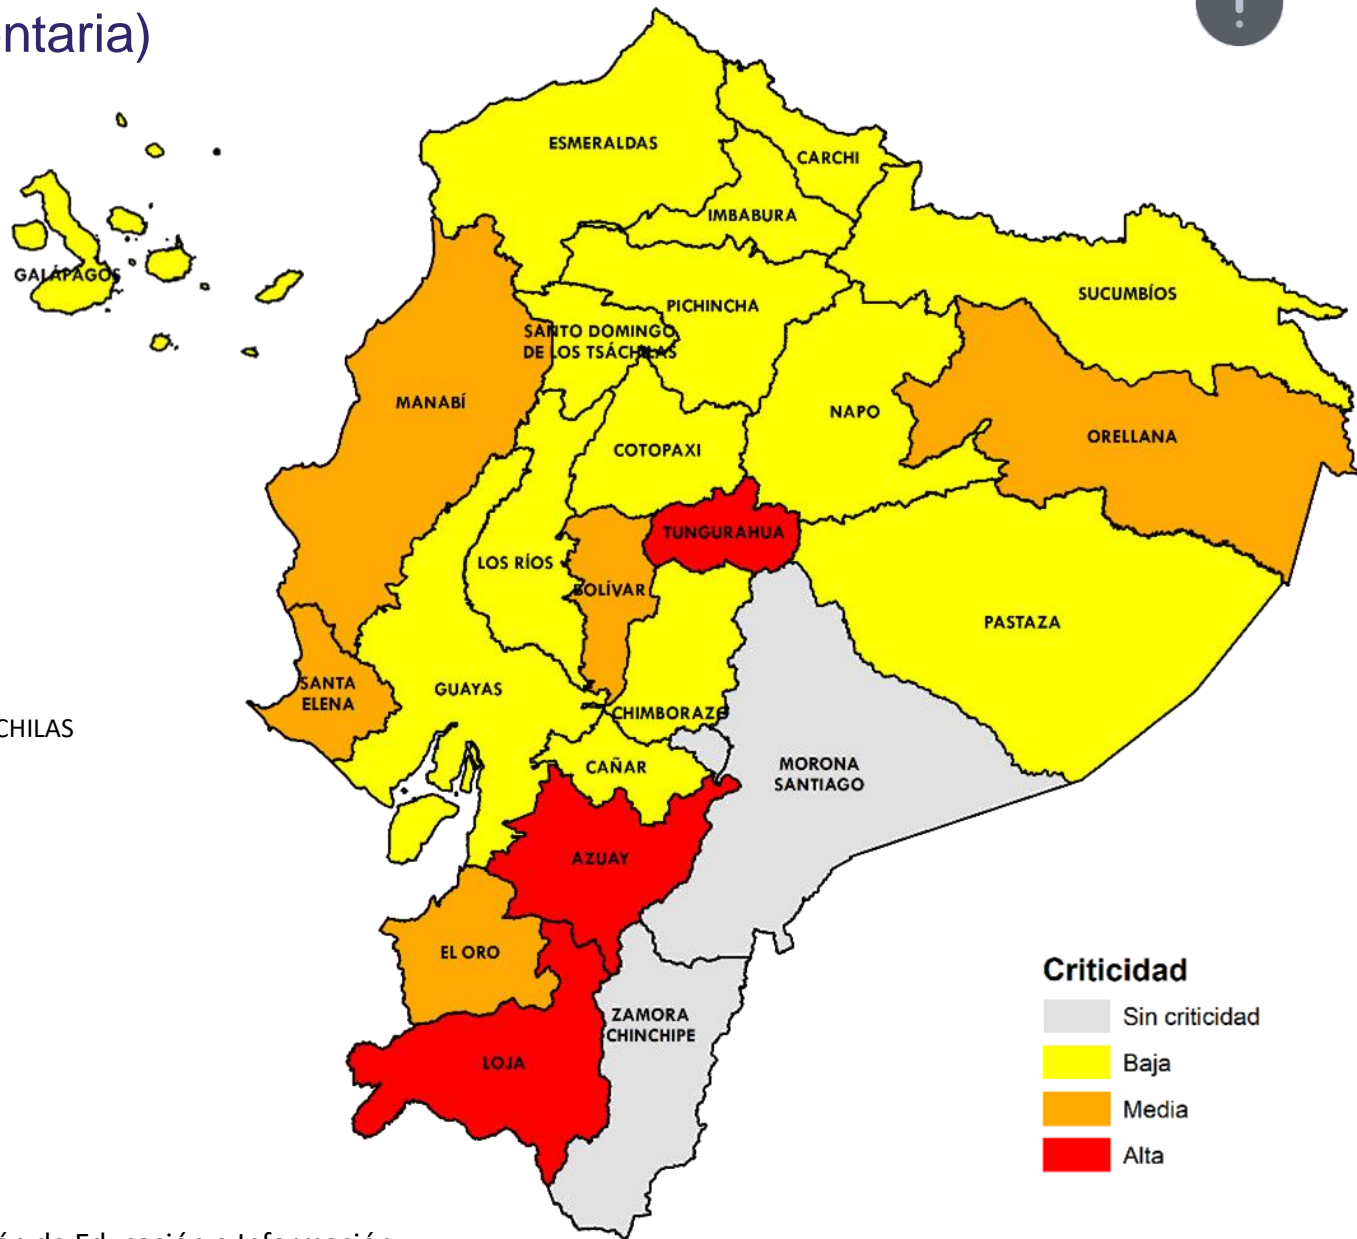 ntaria)
ESMERALDAS
CARCHI
IMBABURA
GALÁPAGOS
SUCUMBÍOS
PICHINCHA
SANTO DOMINGO
DE LOS TSÁCHILAS
MANABÍ
NAPO
ORELLANA
COTOPAXI
TUNGURAHUA
LOS RÍOS
BOLÍVAR
PASTAZA
SANTA
ELENA
GUAYAS
CHIMBORAZO
CHILAS
CAÑAR
MORONA
SANTIAGO
AZUAY
EL ORO
ZAMORA
CHINCHIPE
LOJA
Criticidad
Sin criticidad
Baja
Media
Alta